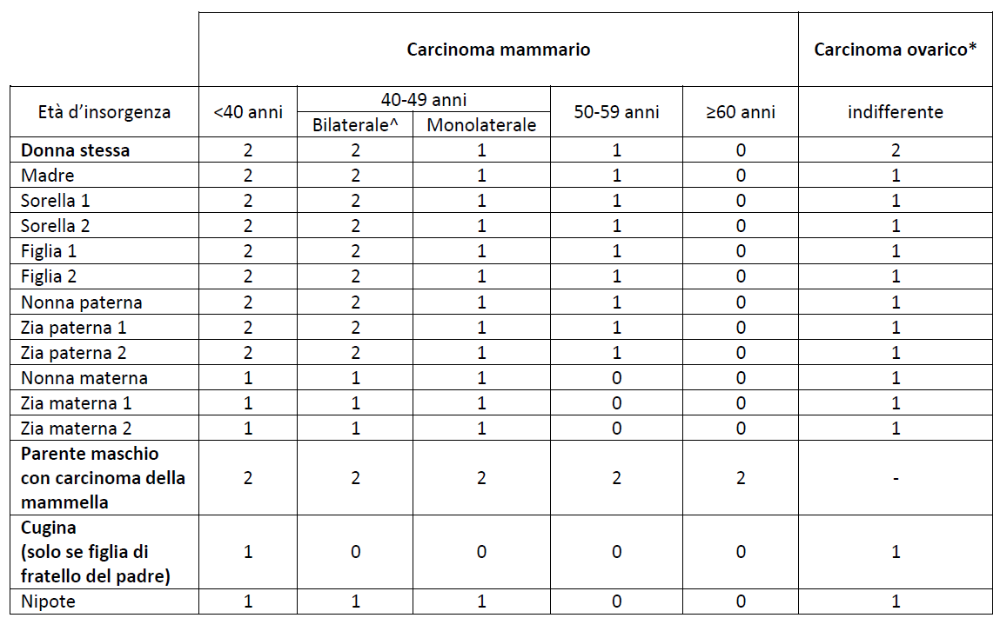 Carcinoma mammario Carcinoma ovarico*
Età d'insorgenza <40 anni 40-49 anni 50-59 anni ≥60 anni indifferente
Bilaterale^ Monolaterale
Donna stessa 2 2 1 1 0 2
Madre 2 2 1 1 0 1
Sorella 1 2 2 1 1 0 1
Sorella 2 2 2 1 1 0 1
Figlia 1 2 2 1 1 0 1
Figlia 2 2 2 1 1 0 1
Nonna paterna 2 2 1 1 0 1
Zia paterna 1 2 2 1 1 0 1
Zia paterna 2 2 2 1 1 0 1
Nonna materna 1 1 1 0 0 1
Zia materna 1 1 1 1 0 0 1
Zia materna 2 1 1 1 0 0 1
Parente maschio
con carcinoma della 2 2 2 2 2 -
mammella
Cugina
(solo se figlia di 1 0 0 0 0 1
fratello del padre)
Nipote 1 1 1 0 0 1